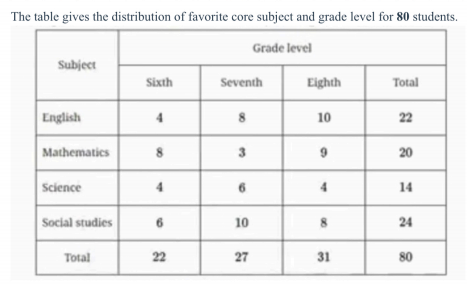 The table gives the distribution of favorite core subject and grade level for 80 students.
Subject Grade level
Sixth Seventh Eighth Total
English 4 8 10 22
Mathematics 8 3 9 20
Science 4 6 4 14
Social studies 6 10 8 24
Total 22 27 31 80